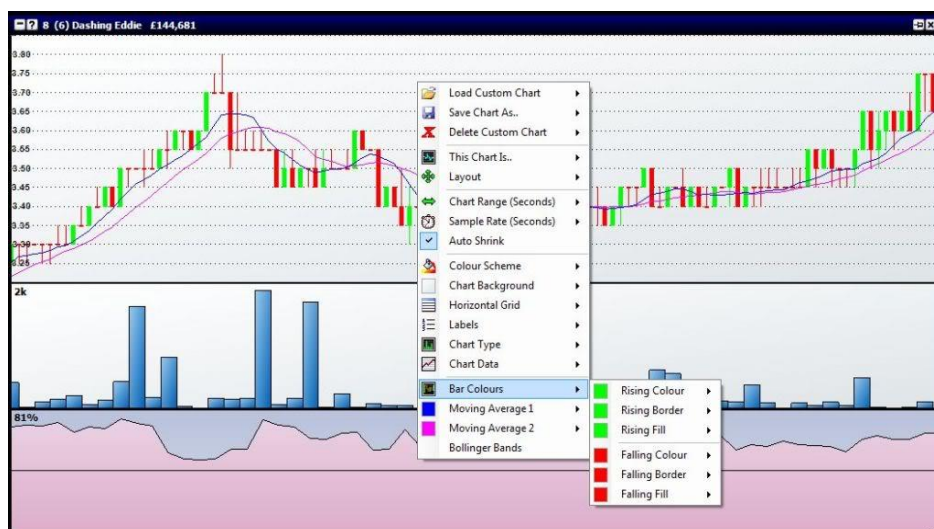 8 (6) Dashing Eddie £144,681
3.80
3.75
3.70
3.65
3.60
3.55
3.50
3.45
3.40
3.35
3.30
3.25
2k
81%
Load Custom Chart
Save Chart As..
Delete Custom Chart
This Chart Is..
Layout
Chart Range (Seconds)
Sample Rate (Seconds)
Auto Shrink
Colour Scheme
Chart Background
Horizontal Grid
Labels
Chart Type
Chart Data
Bar Colours
Moving Average 1
Moving Average 2
Bollinger Bands
Rising Colour
Rising Border
Rising Fill
Falling Colour
Falling Border
Falling Fill